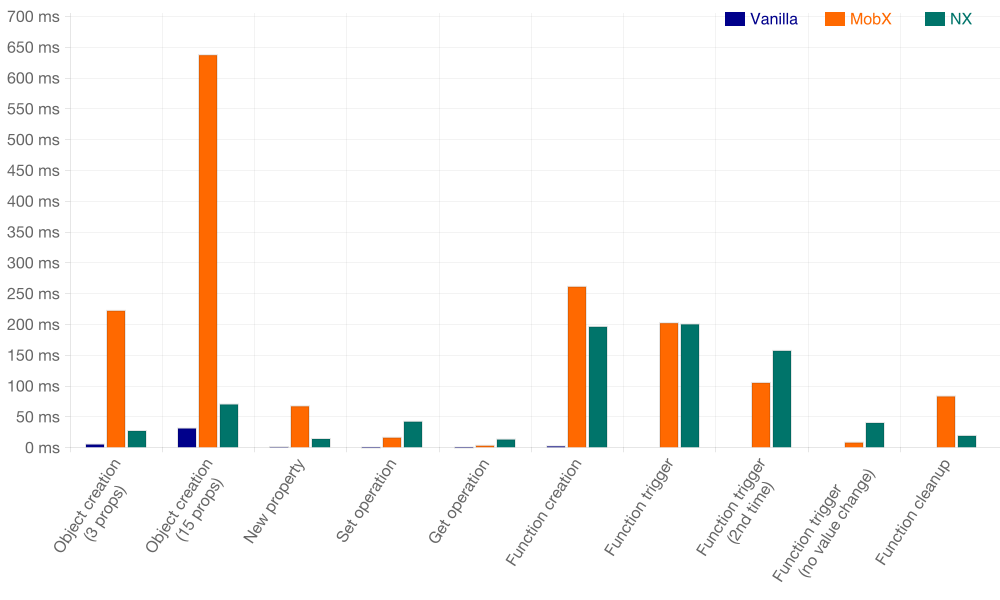 700 ms
650 ms
600 ms
550 ms
500 ms
450 ms
400 ms
350 ms
300 ms
250 ms
200 ms
150 ms
100 ms
50 ms
0 ms
Vanilla
MobX
NX
Object creation
(3 props)
Object creation
(15 props)
New property
Set operation
Get operation
Function creation
Function trigger
Function trigger
(2nd time)
Function trigger
(no value change)
Function cleanup